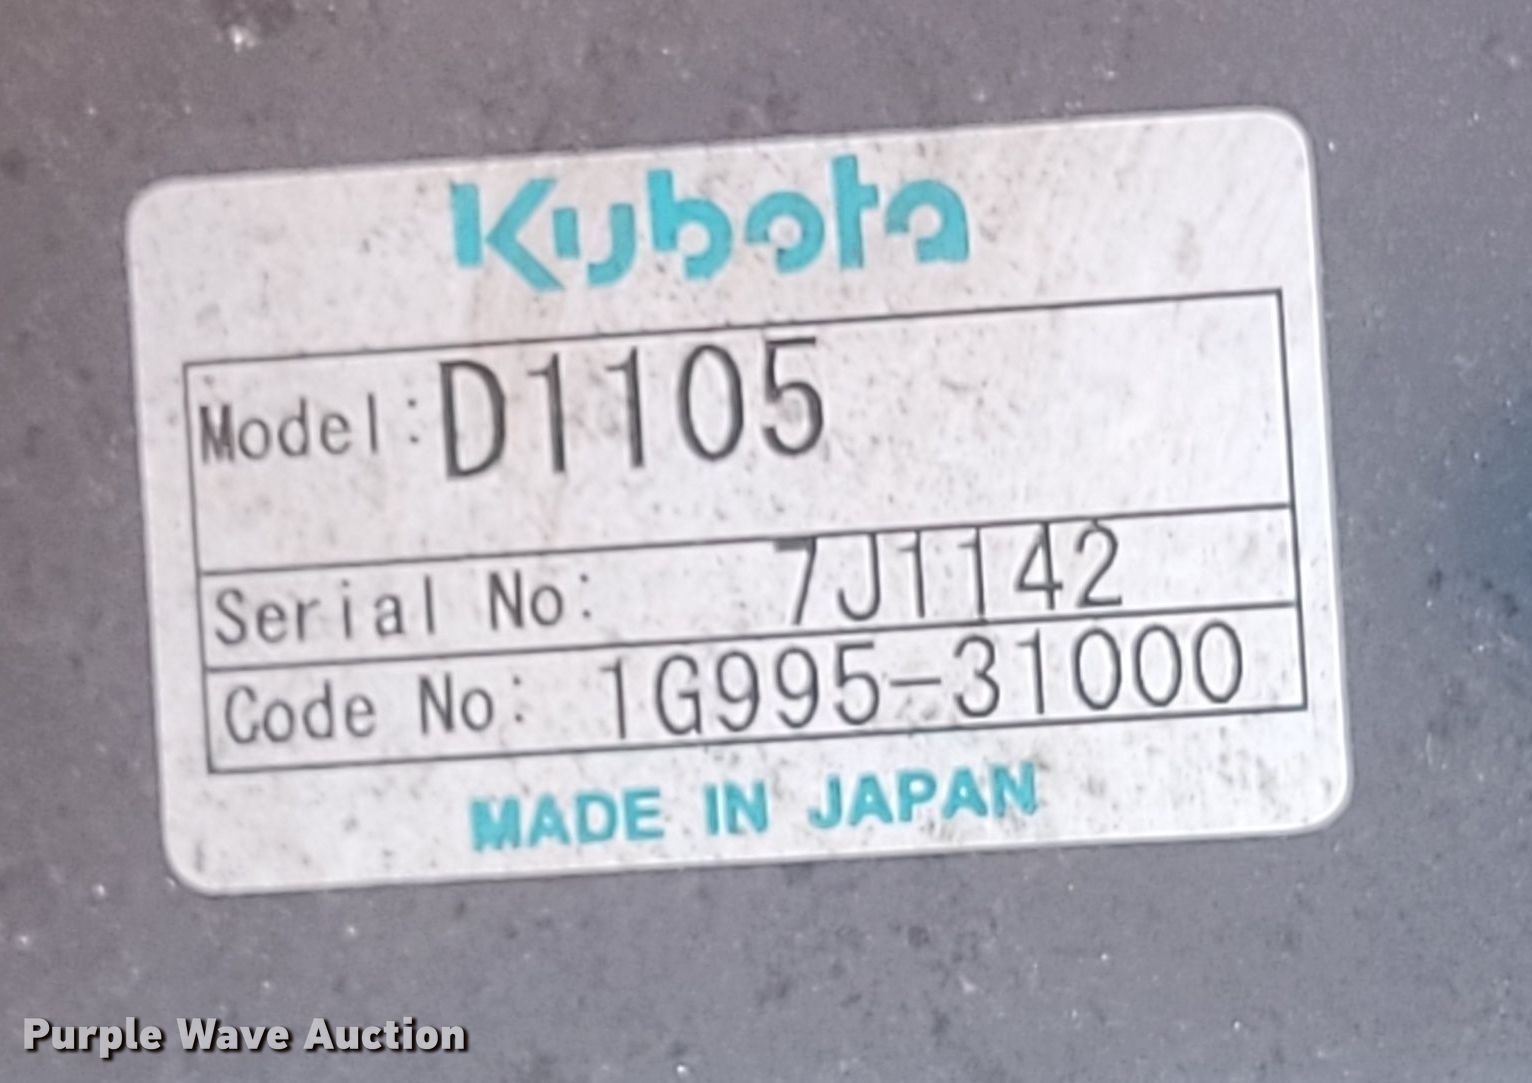 Kubota
Model: D1105
Serial No: 7J1142
Code No: 1G995-31000
MADE IN JAPAN
Purple Wave Auction